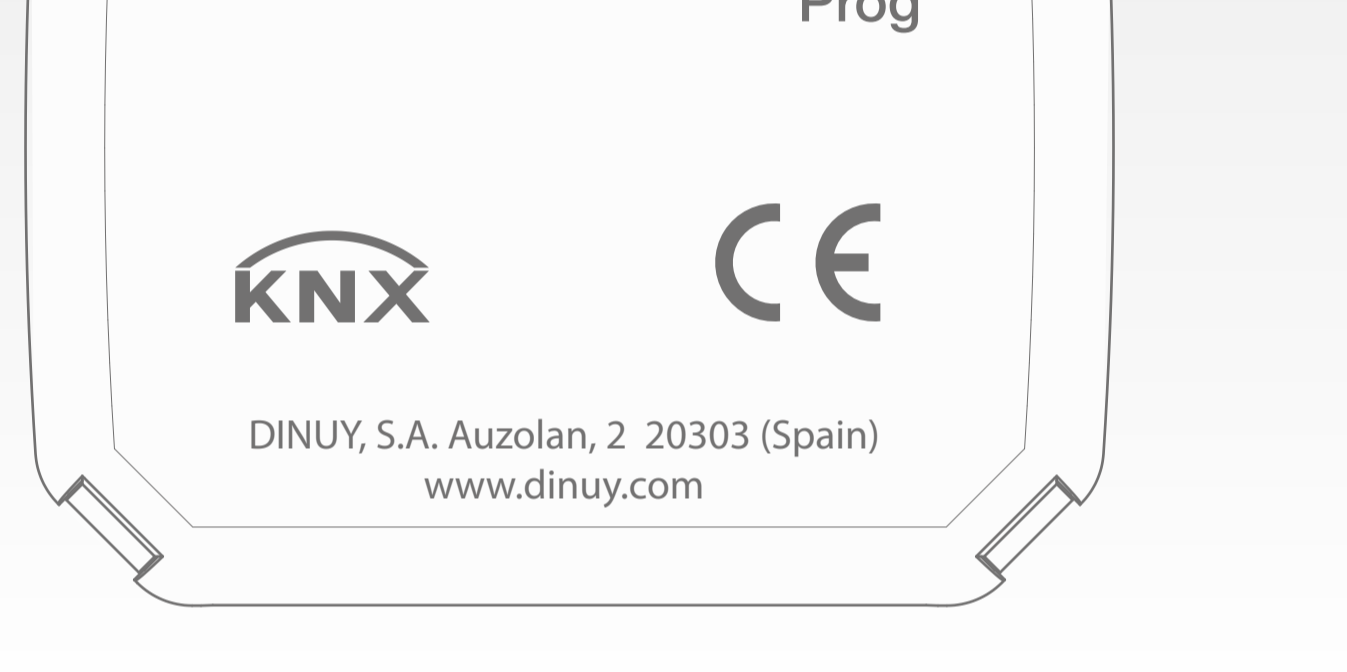 Prog
KNX
CE
DINUY, S.A. Auzolan, 2 20303 (Spain)
www.dinuy.com